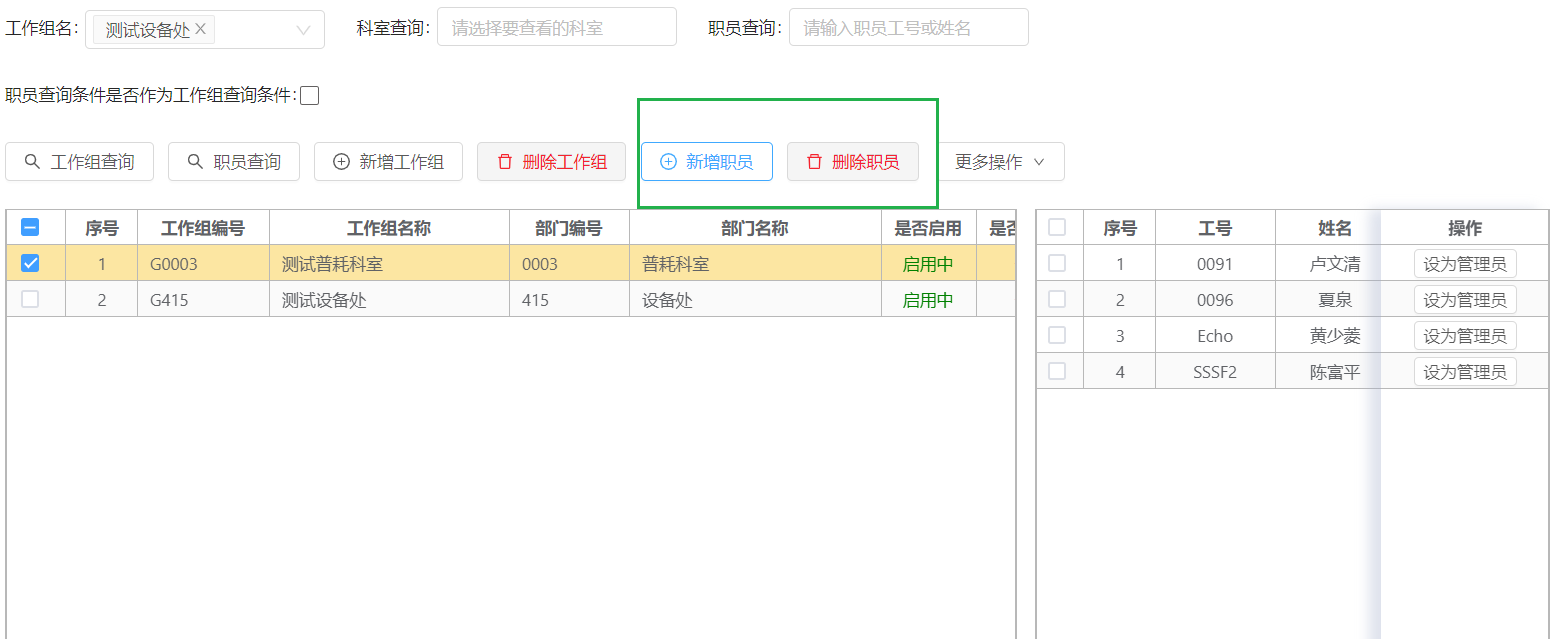 工作组名: 测试设备处 科室查询: 请选择要查看的科室 职员查询: 请输入职员工号或姓名
职员查询条件是否作为工作组查询条件:
工作组查询 职员查询 新增工作组 删除工作组 新增职员 删除职员 更多操作
序号 工作组编号 工作组名称 部门编号 部门名称 是否启用 是否
1 G0003 测试普耗科室 0003 普耗科室 启用中
2 G415 测试设备处 415 设备处 启用中
序号 工号 姓名 操作
1 0091 卢文清 设为管理员
2 0096 夏泉 设为管理员
3 Echo 黄少菱 设为管理员
4 SSSF2 陈富平 设为管理员